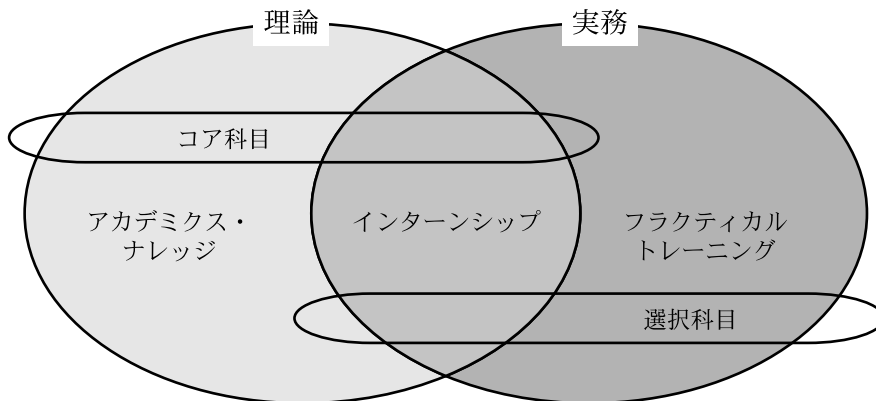 理論
実務
コア科目
アカデミクス・
ナレッジ
インターンシップ
フラクティカル
トレーニング
選択科目